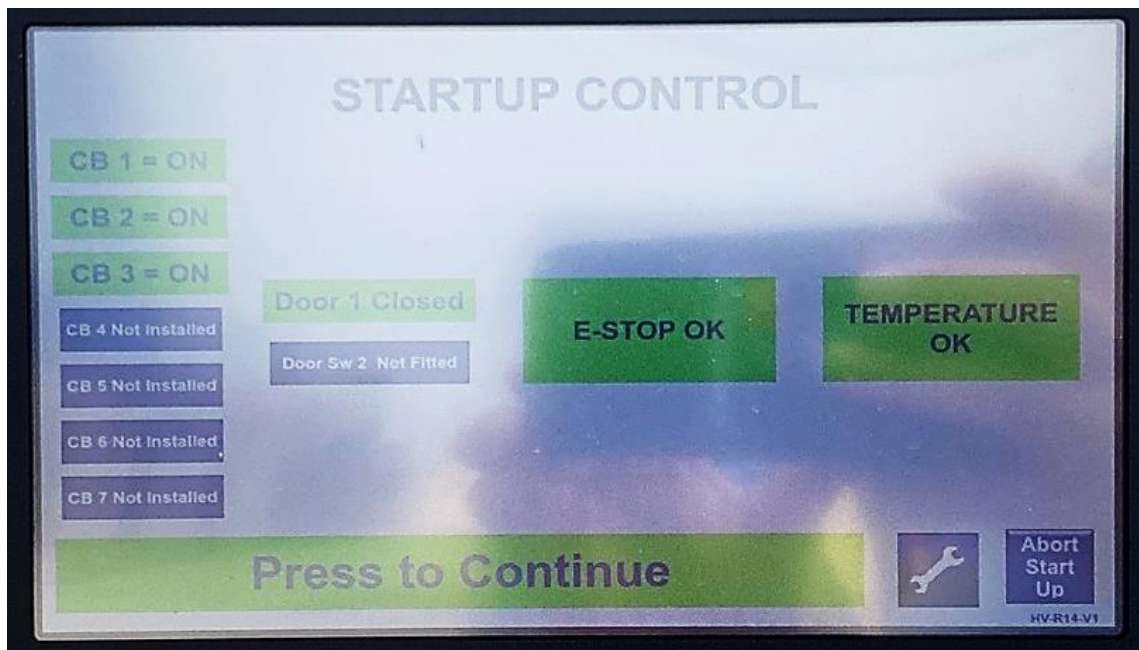 STARTUP CONTROL
CB 1 = ON
CB 2 = ON
CB 3 = ON
CB 4 Not Installed
CB 5 Not Installed
CB 6 Not Installed
CB 7 Not Installed
Door 1 Closed
Door Sw 2 Not Fitted
E-STOP OK
TEMPERATURE
OK
Press to Continue
Abort
Start
Up
HV-R14-V1